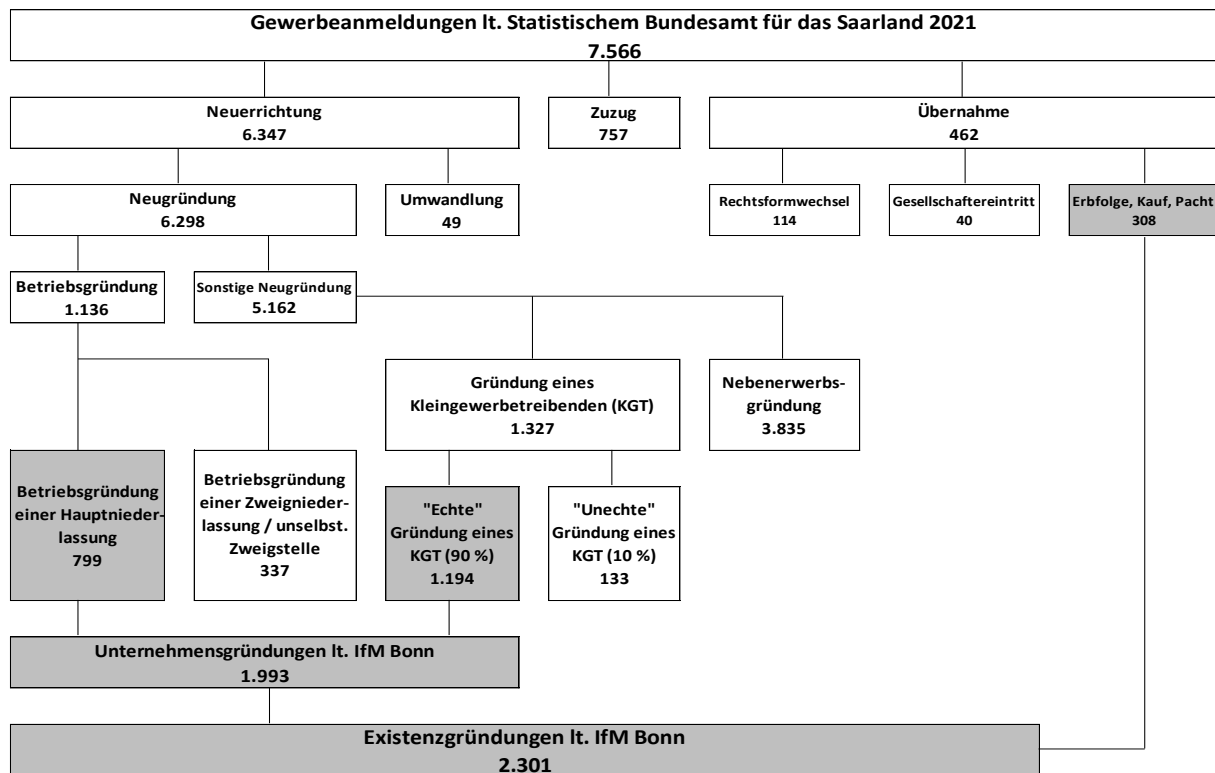 Gewerbeanmeldungen lt. Statistischem Bundesamt für das Saarland 2021
7.566
Neuerrichtung
6.347
Zuzug
757
Übernahme
462
Neugründung
6.298
Umwandlung
49
Rechtsformwechsel
114
Gesellschaftereintritt
40
Erbfolge, Kauf, Pacht
308
Betriebsgründung
1.136
Sonstige Neugründung
5.162
Gründung eines
Kleingewerbetreibenden (KGT)
1.327
Nebenerwerbs-
gründung
3.835
Betriebsgründung
einer Hauptnieder-
lassung
799
Betriebsgründung
einer Zweignieder-
lassung / unselbst.
Zweigstelle
337
"Echte"
Gründung eines
KGT (90 %)
1.194
"Unechte"
Gründung eines
KGT (10 %)
133
Unternehmensgründungen lt. IfM Bonn
1.993
Existenzgründungen lt. IfM Bonn
2.301